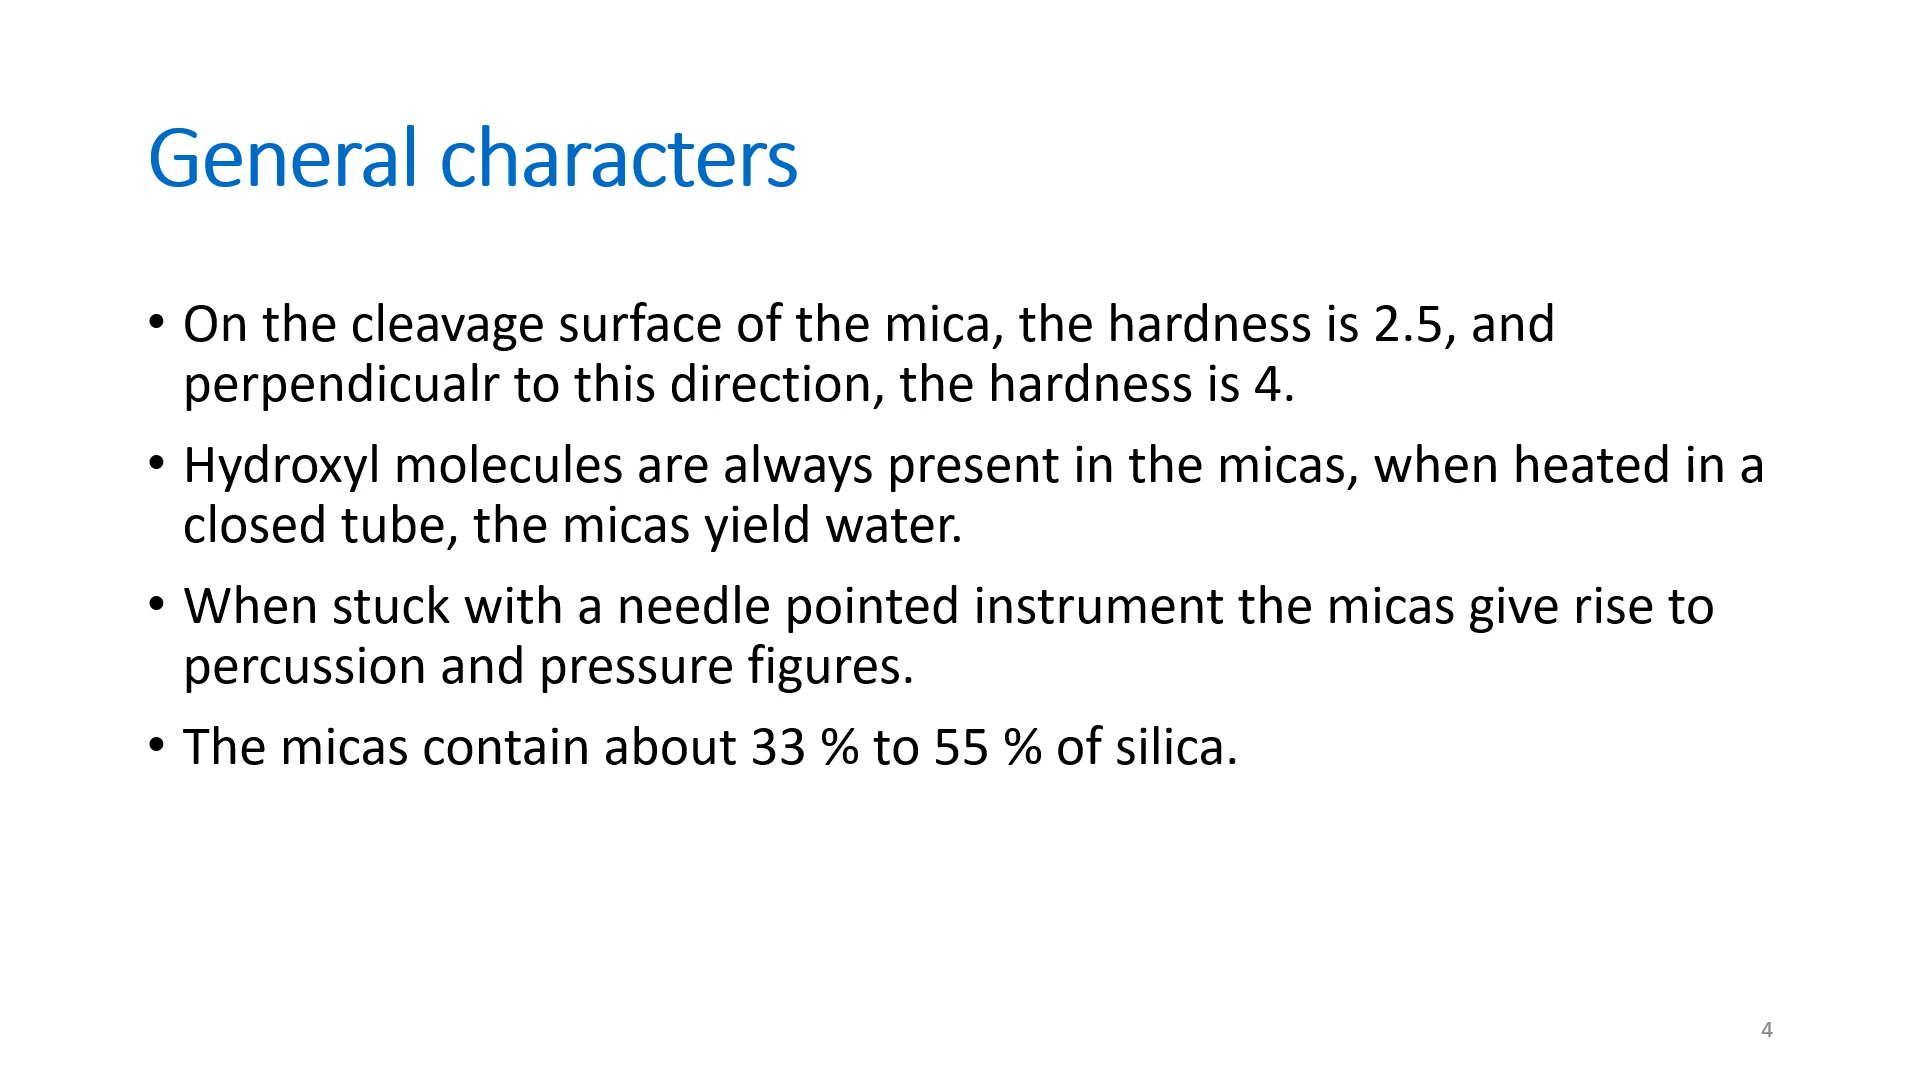 General characters
• On the cleavage surface of the mica, the hardness is 2.5, and
perpendicualr to this direction, the hardness is 4.
• Hydroxyl molecules are always present in the micas, when heated in a
closed tube, the micas yield water.
• When stuck with a needle pointed instrument the micas give rise to
percussion and pressure figures.
• The micas contain about 33 % to 55 % of silica.
4